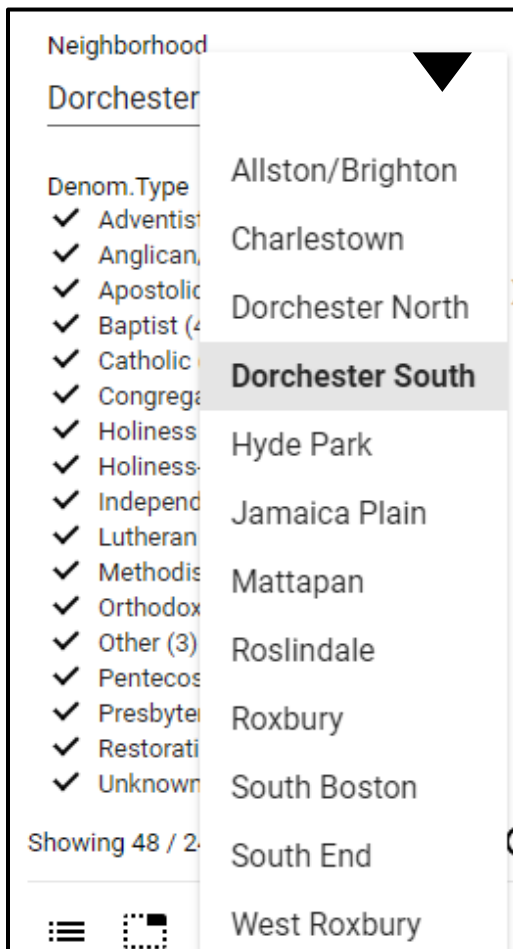 Neighborhood
Dorchester
Denom.Type
Adventist
Anglican/
Apostolic
Baptist (4
Catholic
Congrega
Holiness
Holiness-
Independ
Lutheran
Methodis
Orthodox
Other (3)
Pentecos
Presbyter
Restorati
Unknown
Showing 48 / 24
Allston/Brighton
Charlestown
Dorchester North
Dorchester South
Hyde Park
Jamaica Plain
Mattapan
Roslindale
Roxbury
South Boston
South End
West Roxbury